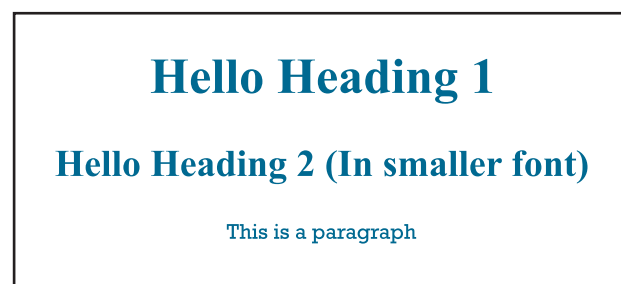 Hello Heading 1
Hello Heading 2 (In smaller font)
This is a paragraph